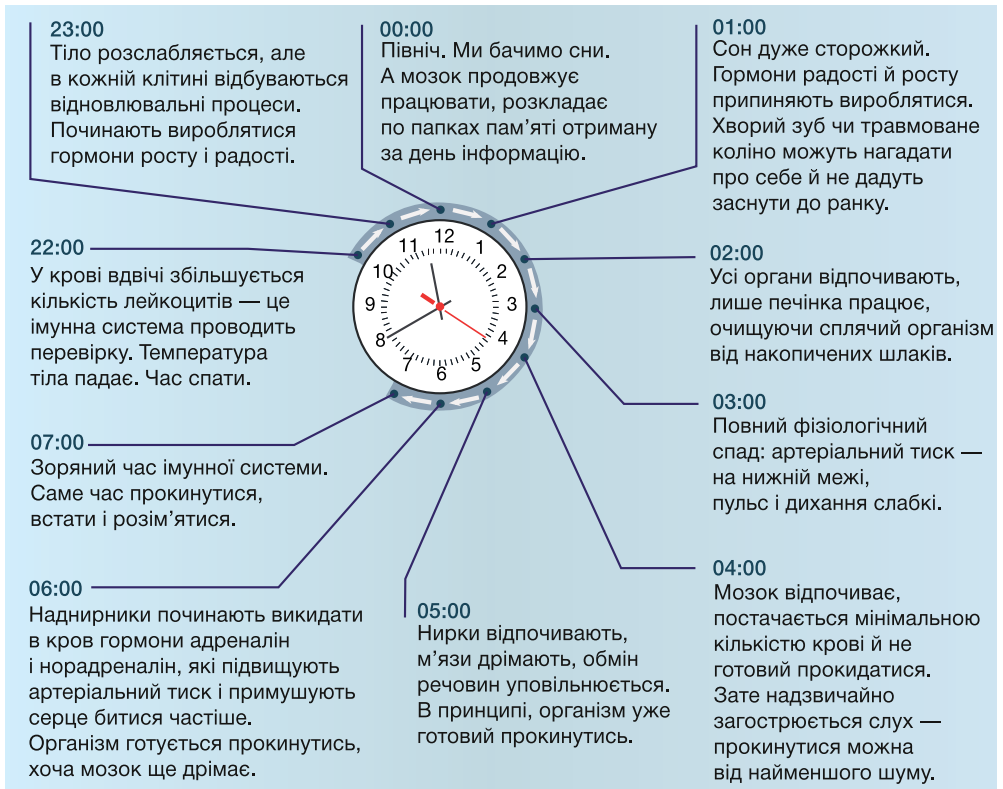 23:00
Тіло розслабляється, але
в кожній клітині відбуваються
відновлювальні процеси.
Починають вироблятися
гормони росту і радості.
00:00
Північ. Ми бачимо сни.
А мозок продовжує
працювати, розкладає
по папках пам’яті отриману
за день інформацію.
01:00
Сон дуже сторожкий.
Гормони радості й росту
припиняють вироблятися.
Хворий зуб чи травмоване
коліно можуть нагадати
про себе й не дадуть
заснути до ранку.
22:00
У крові вдвічі збільшується
кількість лейкоцитів — це
імунна система проводить
перевірку. Температура
тіла падає. Час спати.
12
1
2
3
4
5
6
7
8
9
10
11
02:00
Усі органи відпочивають,
лише печінка працює,
очищуючи сплячий організм
від накопичених шлаків.
03:00
Повний фізіологічний
спад: артеріальний тиск —
на нижній межі,
пульс і дихання слабкі.
07:00
Зоряний час імунної системи.
Саме час прокинутися,
встати і розім’ятися.
06:00
Наднирники починають викидати
в кров гормони адреналін
і норадреналін, які підвищують
артеріальний тиск і примушують
серце битися частіше.
Організм готується прокинутись,
хоча мозок ще дрімає.
05:00
Нирки відпочивають,
м’язи дрімають, обмін
речовин уповільнюється.
В принципі, організм уже
готовий прокинутись.
04:00
Мозок відпочиває,
постачається мінімальною
кількістю крові й не
готовий прокидатися.
Зате надзвичайно
загострюється слух —
прокинутися можна
від найменшого шуму.